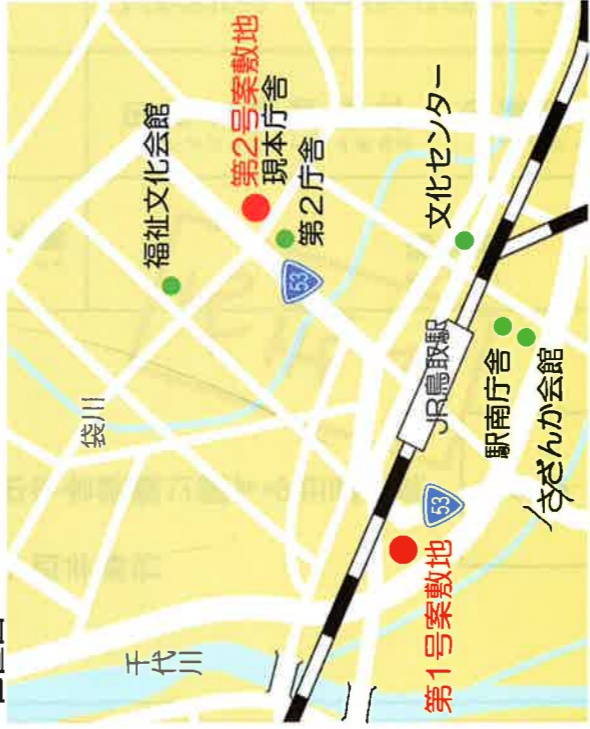 福祉文化会館
第2号案敷地
現本庁舎
第2庁舎
53
文化センター
袋川
JR鳥取駅
駅南庁舎
さざんか会館
53
第1号案敷地
千代川